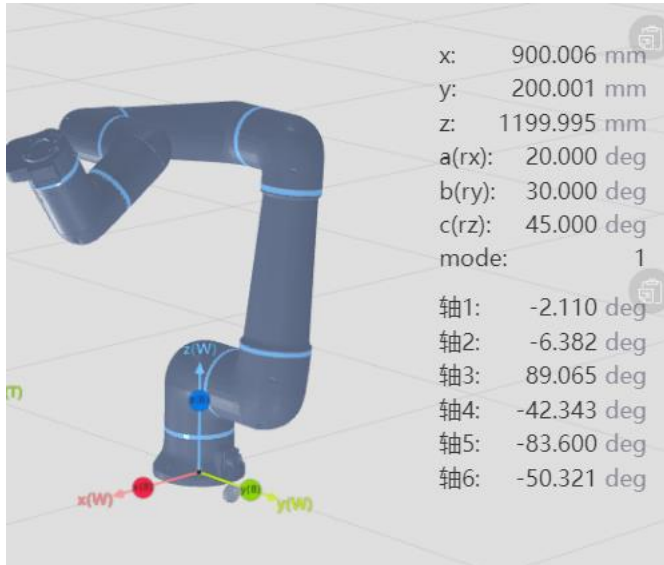 x: 900.006 mm
y: 200.001 mm
z: 1199.995 mm
a(rx): 20.000 deg
b(ry): 30.000 deg
c(rz): 45.000 deg
mode: 1
轴1: -2.110 deg
轴2: -6.382 deg
轴3: 89.065 deg
轴4: -42.343 deg
轴5: -83.600 deg
轴6: -50.321 deg
z(W)
(T)
x(W)
y(B)
y(W)